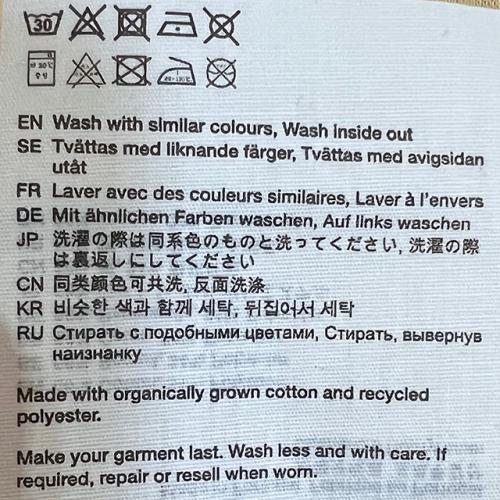 30
EN Wash with similar colours, Wash inside out
SE Tvättas med liknande färger, Tvättas med avigsidan
utåt
FR Laver avec des couleurs similaires, Laver à l'envers
DE Mit ähnlichen Farben waschen, Auf links waschen
JP 洗濯の際は同系色のものと洗ってください, 洗濯の際
は裏返しにしてください
CN 同类颜色可共洗, 反面洗涤
KR 비슷한 색과 함께 세탁, 뒤집어서 세탁
RU Стирать с подобными цветами, Стирать, вывернув
наизнанку
Made with organically grown cotton and recycled
polyester.
Make your garment last. Wash less and with care. If
required, repair or resell when worn.